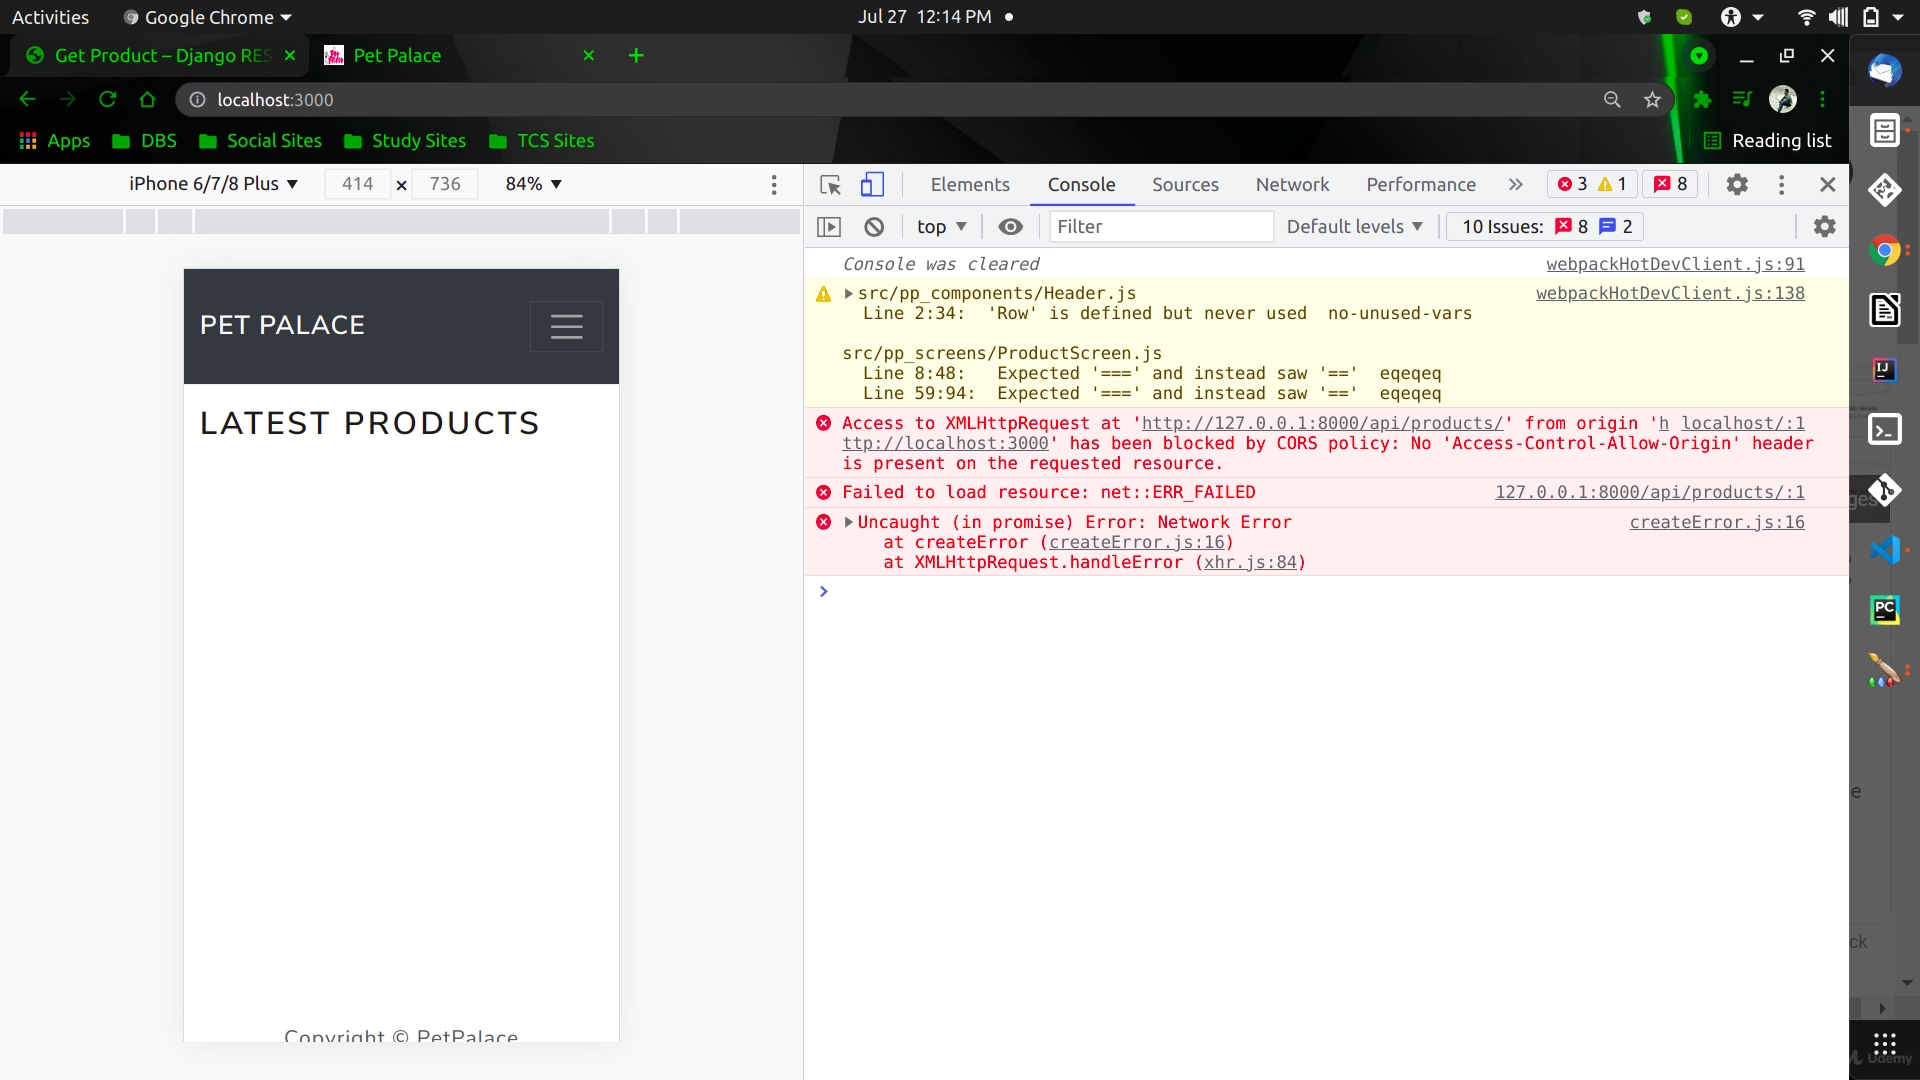 Activities
Google Chrome
Jul 27 12:14 PM
Get Product – Django RES
Pet Palace
localhost:3000
Apps
DBS
Social Sites
Study Sites
TCS Sites
Reading list
iPhone 6/7/8 Plus
414 × 736
84%
Elements
Console
Sources
Network
Performance
3
1
8
top
Filter
Default levels
10 Issues: 8 2
PET PALACE
LATEST PRODUCTS
Copyright © PetPalace
Console was cleared webpackHotDevClient.js:91
src/pp_components/Header.js webpackHotDevClient.js:138
Line 2:34: 'Row' is defined but never used no-unused-vars
src/pp_screens/ProductScreen.js
Line 8:48: Expected '===' and instead saw '==' eqeqeq
Line 59:94: Expected '===' and instead saw '==' eqeqeq
Access to XMLHttpRequest at 'http://127.0.0.1:8000/api/products/' from origin 'h localhost/:1
ttp://localhost:3000' has been blocked by CORS policy: No 'Access-Control-Allow-Origin' header
is present on the requested resource.
Failed to load resource: net::ERR_FAILED 127.0.0.1:8000/api/products/:1
Uncaught (in promise) Error: Network Error createError.js:16
at createError (createError.js:16)
at XMLHttpRequest.handleError (xhr.js:84)
IJ
ges
PC
e
ck
Udemy